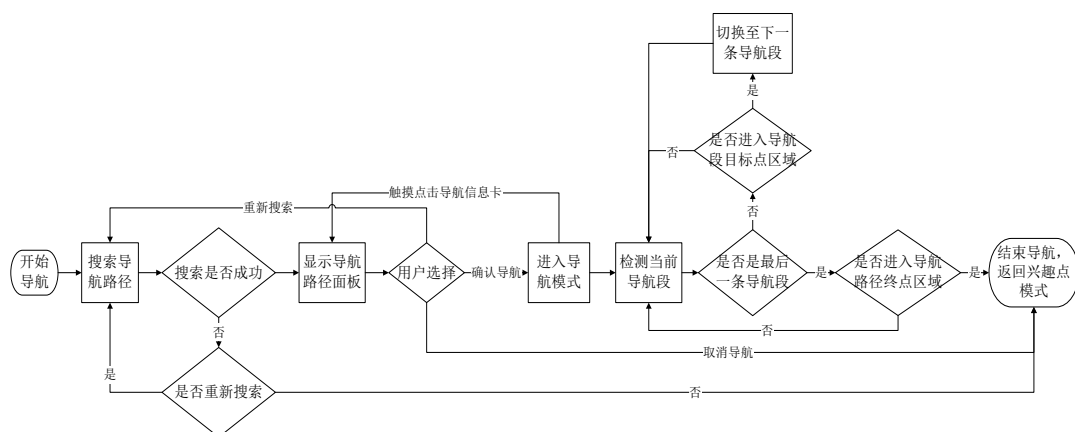 切换至下一
条导航段
是
是否进入导航
段目标点区域
否
触摸点击导航信息卡
重新搜索
否
开始
导航
搜索导
航路径
搜索是否成功
显示导航
路径面板
用户选择
确认导航
进入导
航模式
检测当前
导航段
是否是最后
一条导航段
是
是否进入导航
路径终点区域
是
结束导航，
返回兴趣点
模式
否
否
取消导航
是
是否重新搜索
否